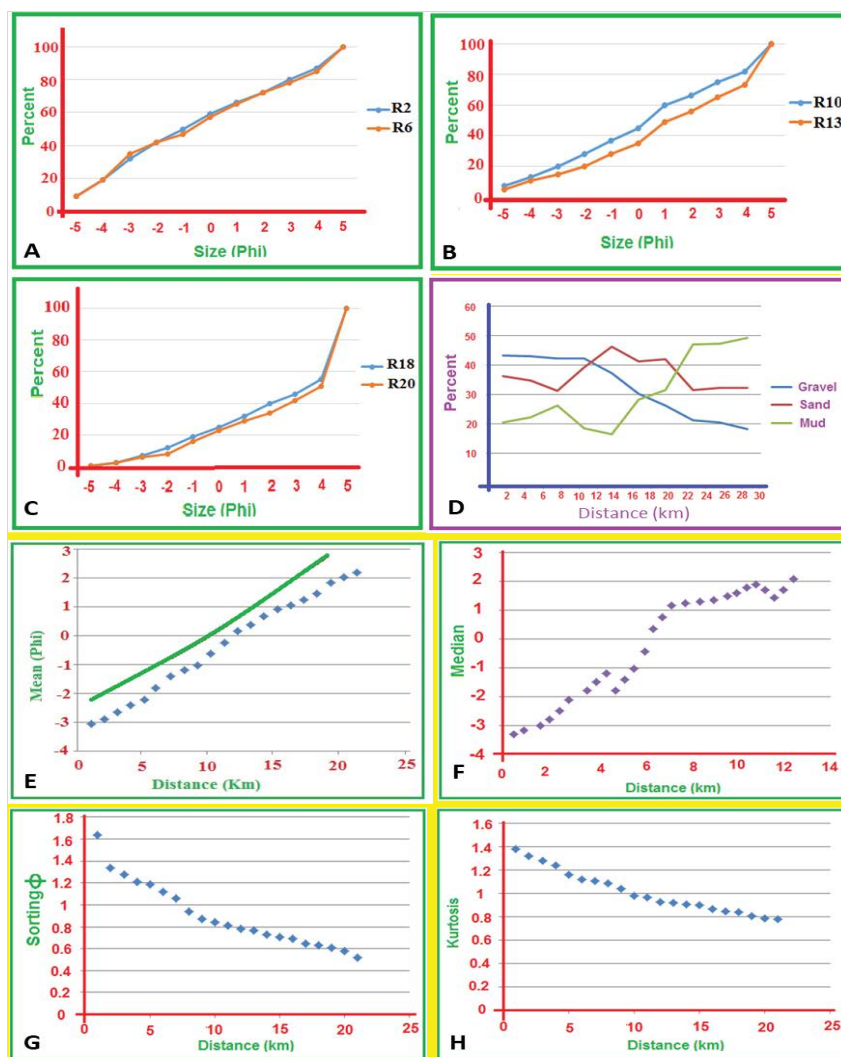 100
80
60
40
20
0
Percent
R2
R6
-5 -4 -3 -2 -1 0 1 2 3 4 5
Size (Phi)
A
100
80
60
40
20
0
Percent
R10
R13
-5 -4 -3 -2 -1 0 1 2 3 4 5
Size (Phi)
B
100
80
60
40
20
0
Percent
R18
R20
-5 -4 -3 -2 -1 0 1 2 3 4 5
Size (Phi)
C
60
50
40
30
20
10
Percent
Gravel
Sand
Mud
2 4 6 8 10 12 14 16 18 20 22 24 26 28 30
Distance (km)
D
3
2
1
0
-1
-2
-3
-4
Mean (Phi)
0 5 10 15 20 25
Distance (Km)
E
3
2
1
0
-1
-2
-3
-4
Median
0 2 4 6 8 10 12 14
Distance (km)
F
1.8
1.6
1.4
1.2
1
0.8
0.6
0.4
0.2
0
Sorting ϕ
0 5 10 15 20 25
Distance (km)
G
1.6
1.4
1.2
1
0.8
0.6
0.4
0.2
0
Kurtosis
0 5 10 15 20 25
Distance (km)
H